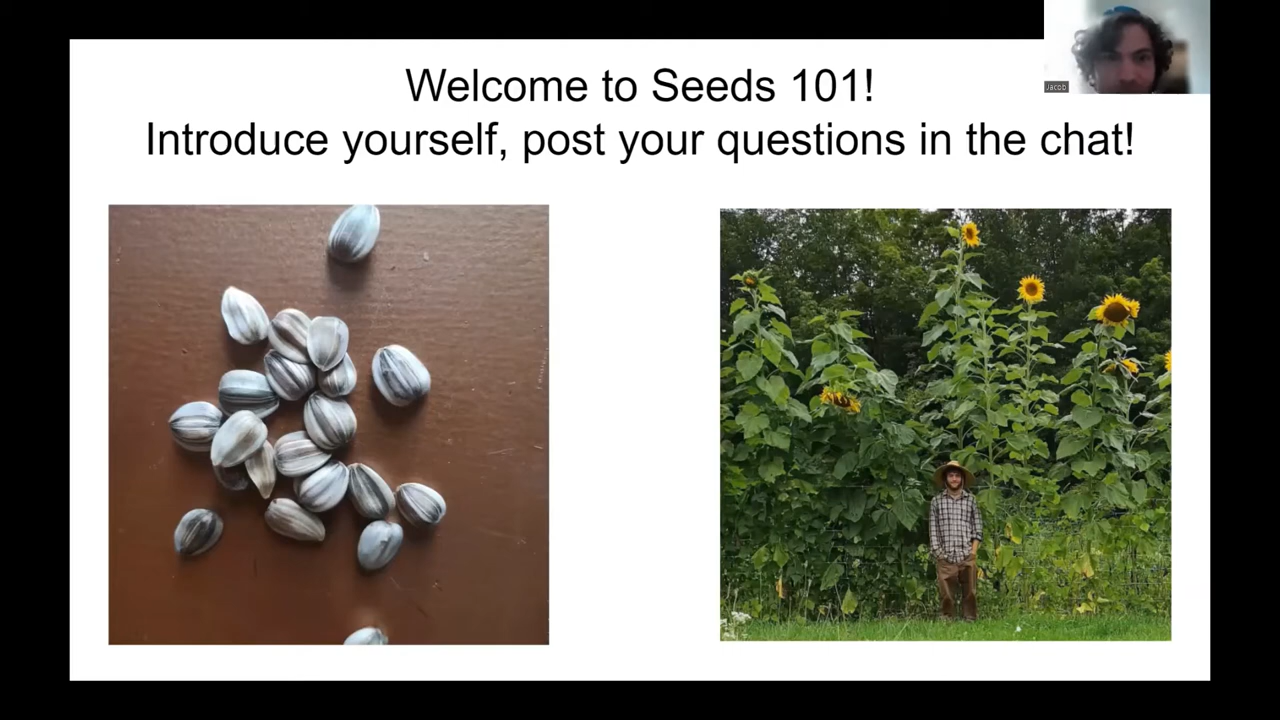 Welcome to Seeds 101!
Introduce yourself, post your questions in the chat!
Jacob